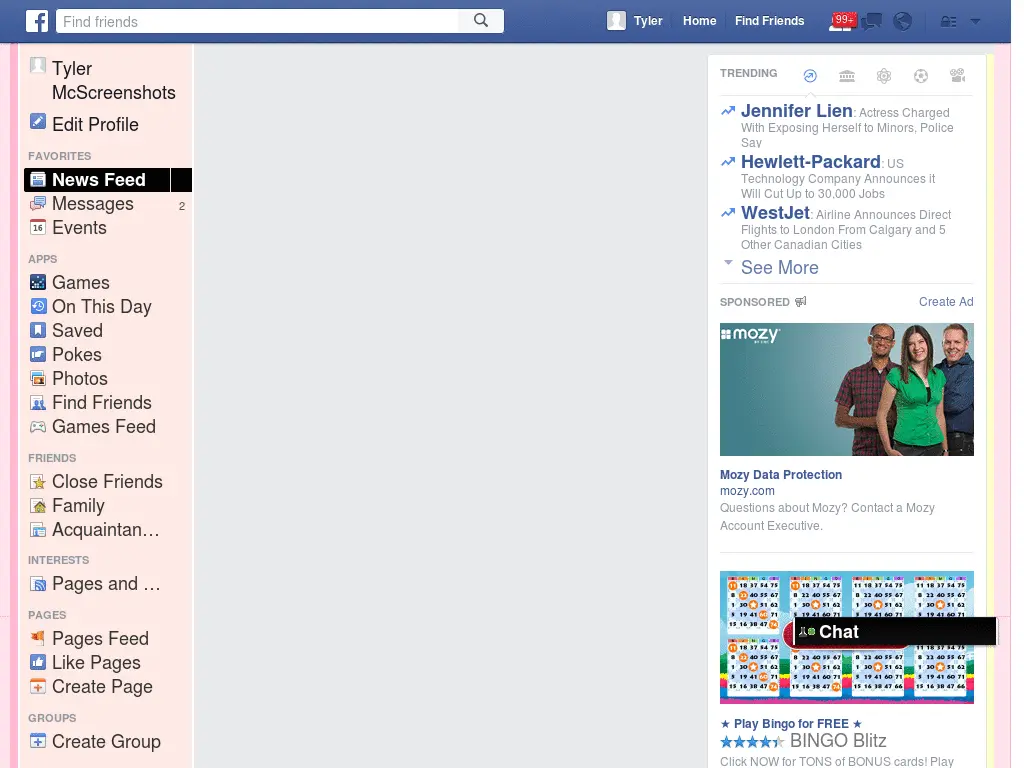 Find friends
Tyler
Home
Find Friends
99+
Tyler
McScreenshots
Edit Profile
FAVORITES
News Feed
Messages
2
16
Events
APPS
Games
On This Day
Saved
Pokes
Photos
Find Friends
Games Feed
FRIENDS
Close Friends
Family
Acquaintan…
INTERESTS
Pages and …
PAGES
Pages Feed
Like Pages
Create Page
GROUPS
Create Group
TRENDING
Jennifer Lien: Actress Charged
With Exposing Herself to Minors, Police
Say
Hewlett-Packard: US
Technology Company Announces it
Will Cut Up to 30,000 Jobs
WestJet: Airline Announces Direct
Flights to London From Calgary and 5
Other Canadian Cities
See More
SPONSORED
Create Ad
mozy
Mozy Data Protection
mozy.com
Questions about Mozy? Contact a Mozy
Account Executive.
Chat
★ Play Bingo for FREE ★
BINGO Blitz
Click NOW for TONS of BONUS cards! Play